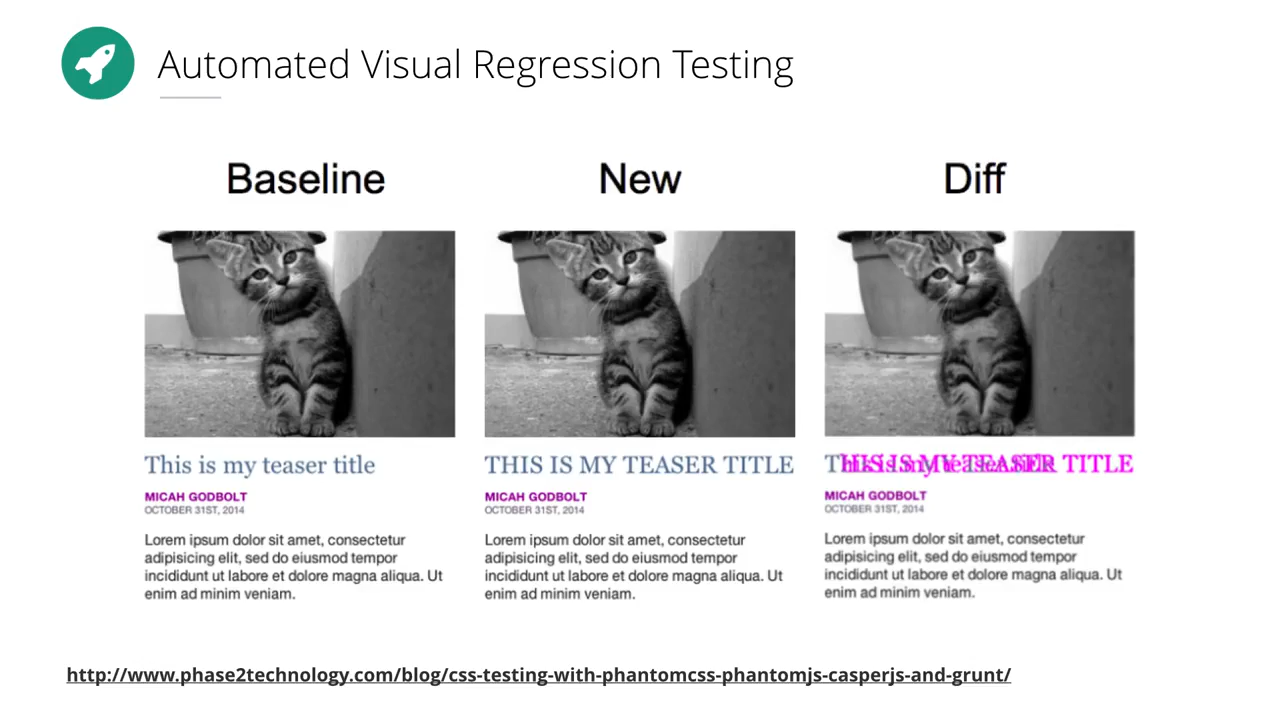 Automated Visual Regression Testing
Baseline
New
Diff
This is my teaser title
MICAH GODBOLT
OCTOBER 31ST, 2014
Lorem ipsum dolor sit amet, consectetur
adipisicing elit, sed do eiusmod tempor
incididunt ut labore et dolore magna aliqua. Ut
enim ad minim veniam.
THIS IS MY TEASER TITLE
MICAH GODBOLT
OCTOBER 31ST, 2014
Lorem ipsum dolor sit amet, consectetur
adipisicing elit, sed do eiusmod tempor
incididunt ut labore et dolore magna aliqua. Ut
enim ad minim veniam.
TITLE
MICAH GODBOLT
OCTOBER 31ST, 2014
Lorem ipsum dolor sit amet, consectetur
adipisicing elit, sed do eiusmod tempor
incididunt ut labore et dolore magna aliqua. Ut
enim ad minim veniam.
http://www.phase2technology.com/blog/css-testing-with-phantomcss-phantomjs-casperjs-and-grunt/